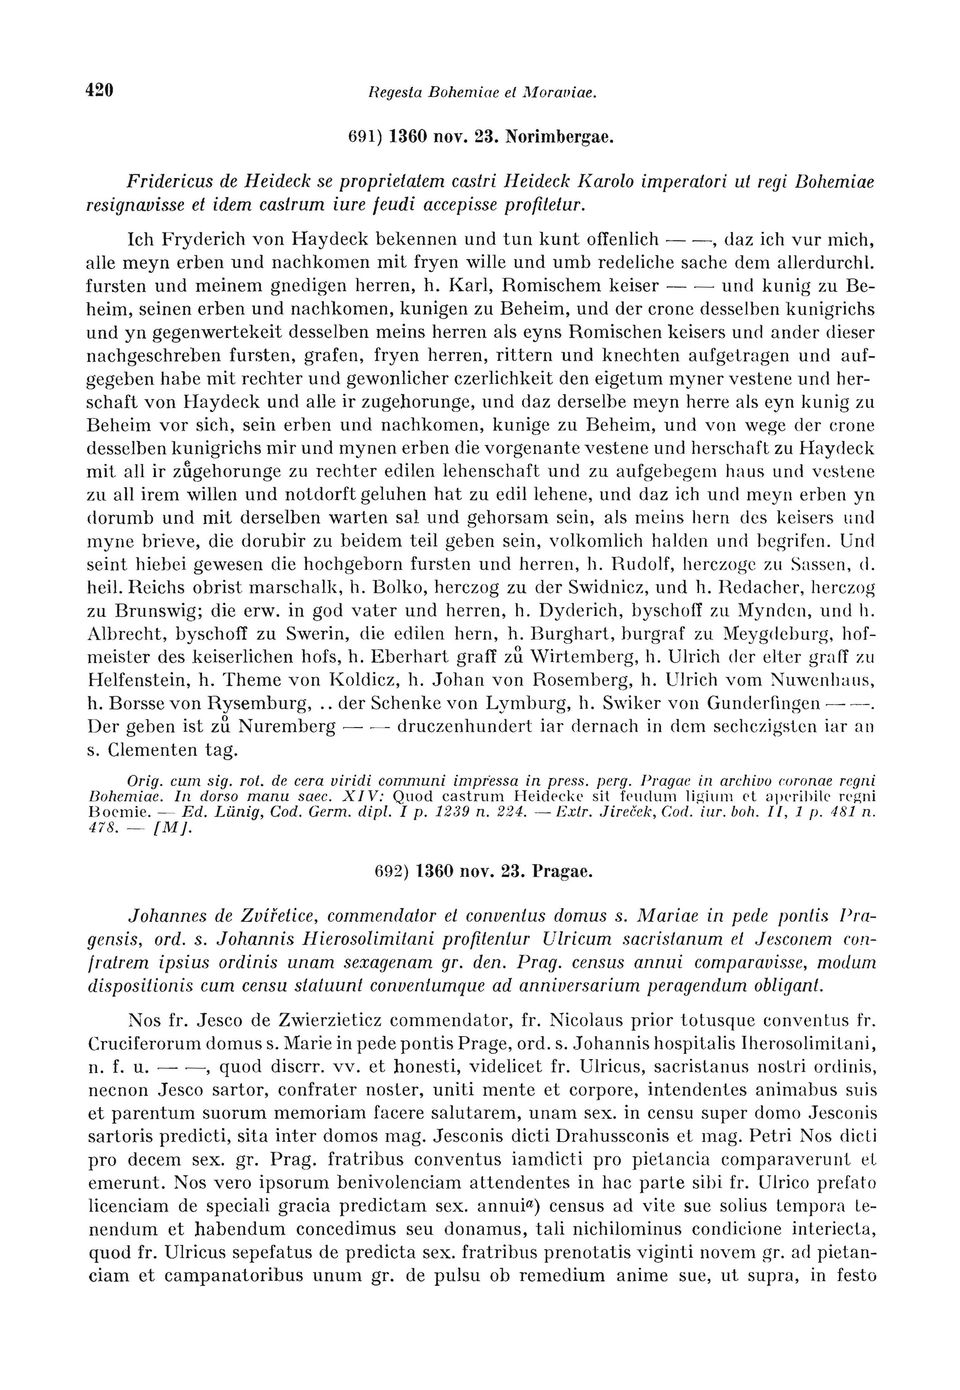 420
Regesta Bohemiae et Moraviae.
691) 1360 nov. 23. Norimbergae.
Fridericus de Heideck se proprietatem castri Heideck Karolo imperatori ut regi Bohemiae
resignavisse et idem castrum iure feudi accepisse profitetur.
Ich Fryderich von Haydeck bekennen und tun kunt offenlich — —, daz ich vur mich,
alle meyn erben und nachkomen mit fryen wille und umb redeliche sache dem allerdurchl.
fursten und meinem gnedigen herren, h. Karl, Romischem keiser — — und kunig zu Be-
heim, seinen erben und nachkomen, kunigen zu Beheim, und der crone desselben kunigrichs
und yn gegenwertekeit desselben meins herren als eyns Romischen keisers und ander dieser
nachgeschreben fursten, grafen, fryen herren, rittern und knechten aufgetragen und auf-
gegeben habe mit rechter und gewonlicher czerlichkeit den eigetum myner vestene und her-
schaft von Haydeck und alle ir zugehorunge, und daz derselbe meyn herre als eyn kunig zu
Beheim vor sich, sein erben und nachkomen, kunige zu Beheim, und von wege der crone
desselben kunigrichs mir und mynen erben die vorgenante vestene und herschaft zu Haydeck
mit all ir zuͤgehorunge zu rechter edilen lehenschaft und zu aufgebegem haus und vestene
zu all irem willen und notdorft geluhen hat zu edil lehene, und daz ich und meyn erben yn
dorumb und mit derselben warten sal und gehorsam sein, als meins hern des keisers und
myne brieve, die dorubir zu beidem teil geben sein, volkomlich halden und begrifen. Und
seint hiebei gewesen die hochgeborn fursten und herren, h. Rudolf, herczoge zu Sassen, d.
heil. Reichs obrist marschalk, h. Bolko, herczog zu der Swidnicz, und h. Redacher, herczog
zu Brunswig; die erw. in god vater und herren, h. Dyderich, byschoff zu Mynden, und h.
Albrecht, byschoff zu Swerin, die edilen hern, h. Burghart, burgraf zu Meygdeburg, hof-
meister des keiserlichen hofs, h. Eberhart graff zů Wirtemberg, h. Ulrich der elter graff zu
Helfenstein, h. Theme von Koldicz, h. Johan von Rosemberg, h. Ulrich vom Nuwenhaus,
h. Borsse von Rysemburg, .. der Schenke von Lymburg, h. Swiker von Gunderfingen — —.
Der geben ist zů Nuremberg — — druczenhundert iar dernach in dem sechczigsten iar an
s. Clementen tag.
Orig. cum sig. rot. de cera viridi communi impressa in press. perg. Pragae in archivo coronae regni
Bohemiae. In dorso manu saec. XIV: Quod castrum Heidecke sit feudum ligium et aperibile regni
Boemie. — Ed. Lünig, Cod. Germ. dipl. I p. 1239 n. 224. — Extr. Jireček, Cod. iur. boh. II, 1 p. 481 n.
478. — [M].
692) 1360 nov. 23. Pragae.
Johannes de Zvířetice, commendator et conventus domus s. Mariae in pede pontis Pra-
gensis, ord. s. Johannis Hierosolimitani profitentur Ulricum sacristanum et Jesconem con-
fratrem ipsius ordinis unam sexagenam gr. den. Prag. census annui comparavisse, modum
dispositionis cum censu statuunt conventumque ad anniversarium peragendum obligant.
Nos fr. Jesco de Zwierzieticz commendator, fr. Nicolaus prior totusque conventus fr.
Cruciferorum domus s. Marie in pede pontis Prage, ord. s. Johannis hospitalis Iherosolimitani,
n. f. u. — —, quod discrr. vv. et honesti, videlicet fr. Ulricus, sacristanus nostri ordinis,
necnon Jesco sartor, confrater noster, uniti mente et corpore, intendentes animabus suis
et parentum suorum memoriam facere salutarem, unam sex. in censu super domo Jesconis
sartoris predicti, sita inter domos mag. Jesconis dicti Drahussconis et mag. Petri Nos dicti
pro decem sex. gr. Prag. fratribus conventus iamdicti pro pietancia comparaverunt et
emerunt. Nos vero ipsorum benivolenciam attendentes in hac parte sibi fr. Ulrico prefato
licenciam de speciali gracia predictam sex. annuiᵃ) census ad vite sue solius tempora te-
nendum et habendum concedimus seu donamus, tali nichilominus condicione interiecta,
quod fr. Ulricus sepefatus de predicta sex. fratribus prenotatis viginti novem gr. ad pietan-
ciam et campanatoribus unum gr. de pulsu ob remedium anime sue, ut supra, in festo